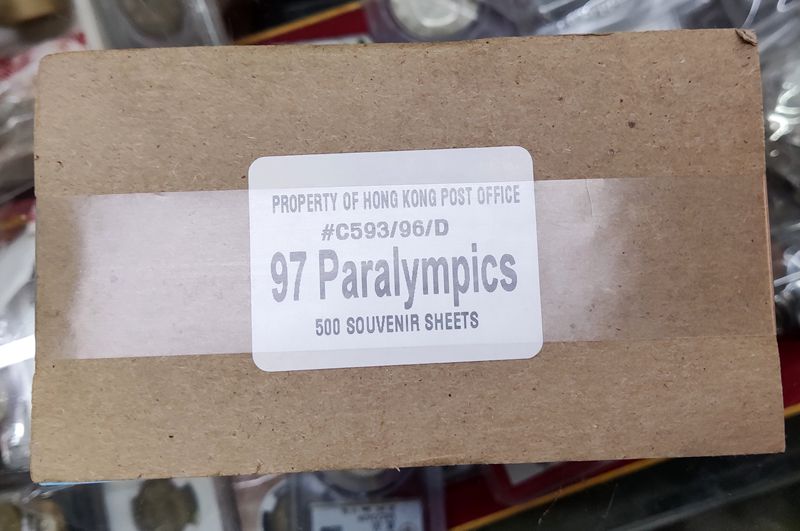 PROPERTY OF HONG KONG POST OFFICE
#C593/96/D
97 Paralympics
500 SOUVENIR SHEETS